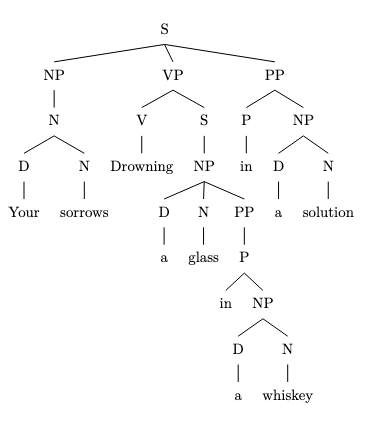 S
NP VP PP
N V S P NP
D N Drowning NP in D N
Your sorrows D N PP a solution
a glass P
in NP
D N
a whiskey